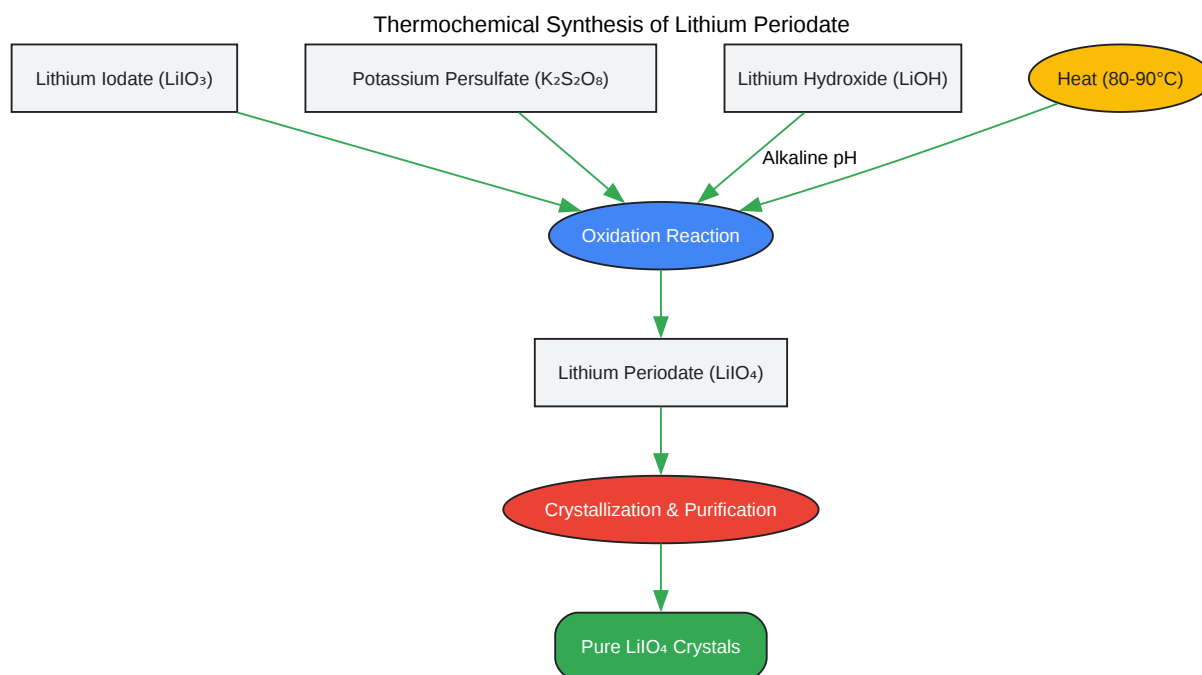 Thermochemical Synthesis of Lithium Periodate
Lithium Iodate (LiIO₃)
Potassium Persulfate (K₂S₂O₈)
Lithium Hydroxide (LiOH)
Heat (80-90°C)
Alkaline pH
Oxidation Reaction
Lithium Periodate (LiIO₄)
Crystallization & Purification
Pure LiIO₄ Crystals